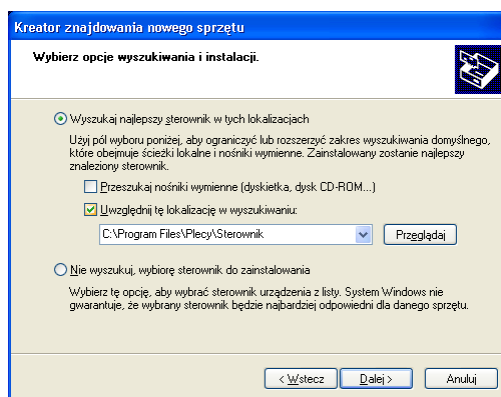 Kreator znajdowania nowego sprzętu
Wybierz opcje wyszukiwania i instalacji.
Wyszukaj najlepszy sterownik w tych lokalizacjach
Użyj pól wyboru poniżej, aby ograniczyć lub rozszerzyć zakres wyszukiwania domyślnego,
które obejmuje ścieżki lokalne i nośniki wymienne. Zainstalowany zostanie najlepszy
znaleziony sterownik.
Przeszukaj nośniki wymienne (dyskietka, dysk CD-ROM...)
Uwzględnij tę lokalizację w wyszukiwaniu:
C:\Program Files\Plecy\Sterownik
Przeglądaj
Nie wyszukuj, wybiorę sterownik do zainstalowania
Wybierz tę opcję, aby wybrać sterownik urządzenia z listy. System Windows nie
gwarantuje, że wybrany sterownik będzie najbardziej odpowiedni dla danego sprzętu.
< Wstecz Dalej > Anuluj